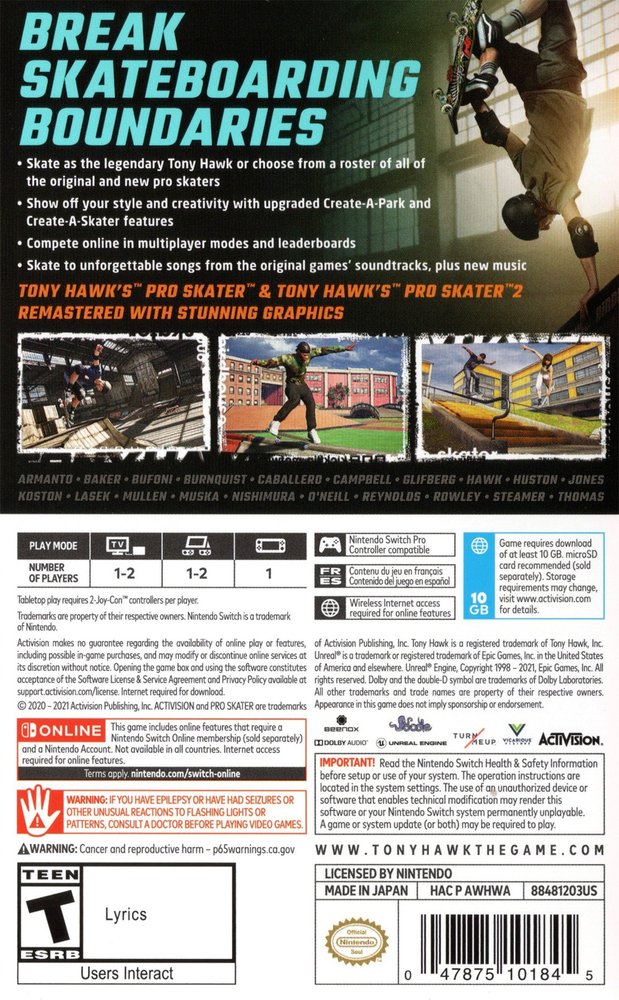 BREAK
SKATEBOARDING
BOUNDARIES
• Skate as the legendary Tony Hawk or choose from a roster of all of
the original and new pro skaters
• Show off your style and creativity with upgraded Create-A-Park and
Create-A-Skater features
• Compete online in multiplayer modes and leaderboards
• Skate to unforgettable songs from the original games' soundtracks, plus new music
TONY HAWK'S™ PRO SKATER™ & TONY HAWK'S™ PRO SKATER™2
REMASTERED WITH STUNNING GRAPHICS
ARMANTO • BAKER • BUFONI • BURNQUIST • CABALLERO • CAMPBELL • GLIFBERG • HAWK • HUSTON • JONES
KOSTON • LASEK • MULLEN • MUSKA • NISHIMURA • O'NEILL • REYNOLDS • ROWLEY • STEAMER • THOMAS
PLAY MODE
TV
NUMBER
OF PLAYERS
1-2
1-2
1
Tabletop play requires 2-Joy-Con™ controllers per player.
Trademarks are property of their respective owners. Nintendo Switch is a trademark
of Nintendo.
Nintendo Switch Pro
Controller compatible
FR
ES
Contenu du jeu en français
Contenido del juego en español
Wireless Internet access
required for online features
10
GB
Game requires download
of at least 10 GB. microSD
card recommended (sold
separately). Storage
requirements may change,
visit www.activision.com
for details.
Activision makes no guarantee regarding the availability of online play or features,
including possible in-game purchases, and may modify or discontinue online services at
its discretion without notice. Opening the game box and using the software constitutes
acceptance of the Software License & Service Agreement and Privacy Policy available at
support.activision.com/license. Internet required for download.
© 2020 – 2021 Activision Publishing, Inc. ACTIVISION and PRO SKATER are trademarks
of Activision Publishing, Inc. Tony Hawk is a registered trademark of Tony Hawk, Inc.
Unreal® is a trademark or registered trademark of Epic Games, Inc. in the United States
of America and elsewhere. Unreal® Engine, Copyright 1998 – 2021, Epic Games, Inc. All
rights reserved. Dolby and the double-D symbol are trademarks of Dolby Laboratories.
All other trademarks and trade names are property of their respective owners.
Appearance in this game does not imply sponsorship or endorsement.
ONLINE
This game includes online features that require a
Nintendo Switch Online membership (sold separately)
and a Nintendo Account. Not available in all countries. Internet access
required for online features.
Terms apply. nintendo.com/switch-online
WARNING: IF YOU HAVE EPILEPSY OR HAVE HAD SEIZURES OR
OTHER UNUSUAL REACTIONS TO FLASHING LIGHTS OR
PATTERNS, CONSULT A DOCTOR BEFORE PLAYING VIDEO GAMES.
WARNING: Cancer and reproductive harm – p65warnings.ca.gov
BEENOX
DOLBY AUDIO
UNREAL ENGINE
TURN ME UP
VICARIOUS
ACTIVISION.
IMPORTANT! Read the Nintendo Switch Health & Safety Information
before setup or use of your system. The operation instructions are
located in the system settings. The use of an unauthorized device or
software that enables technical modification may render this
software or your Nintendo Switch system permanently unplayable.
A game or system update (or both) may be required to play.
WWW.TONYHAWKTHEGAME.COM
TEEN
T
ESRB
Lyrics
Users Interact
LICENSED BY NINTENDO
MADE IN JAPAN
HAC P AWHWA
88481203US
Official
Nintendo
Seal
0 47875 10184 5